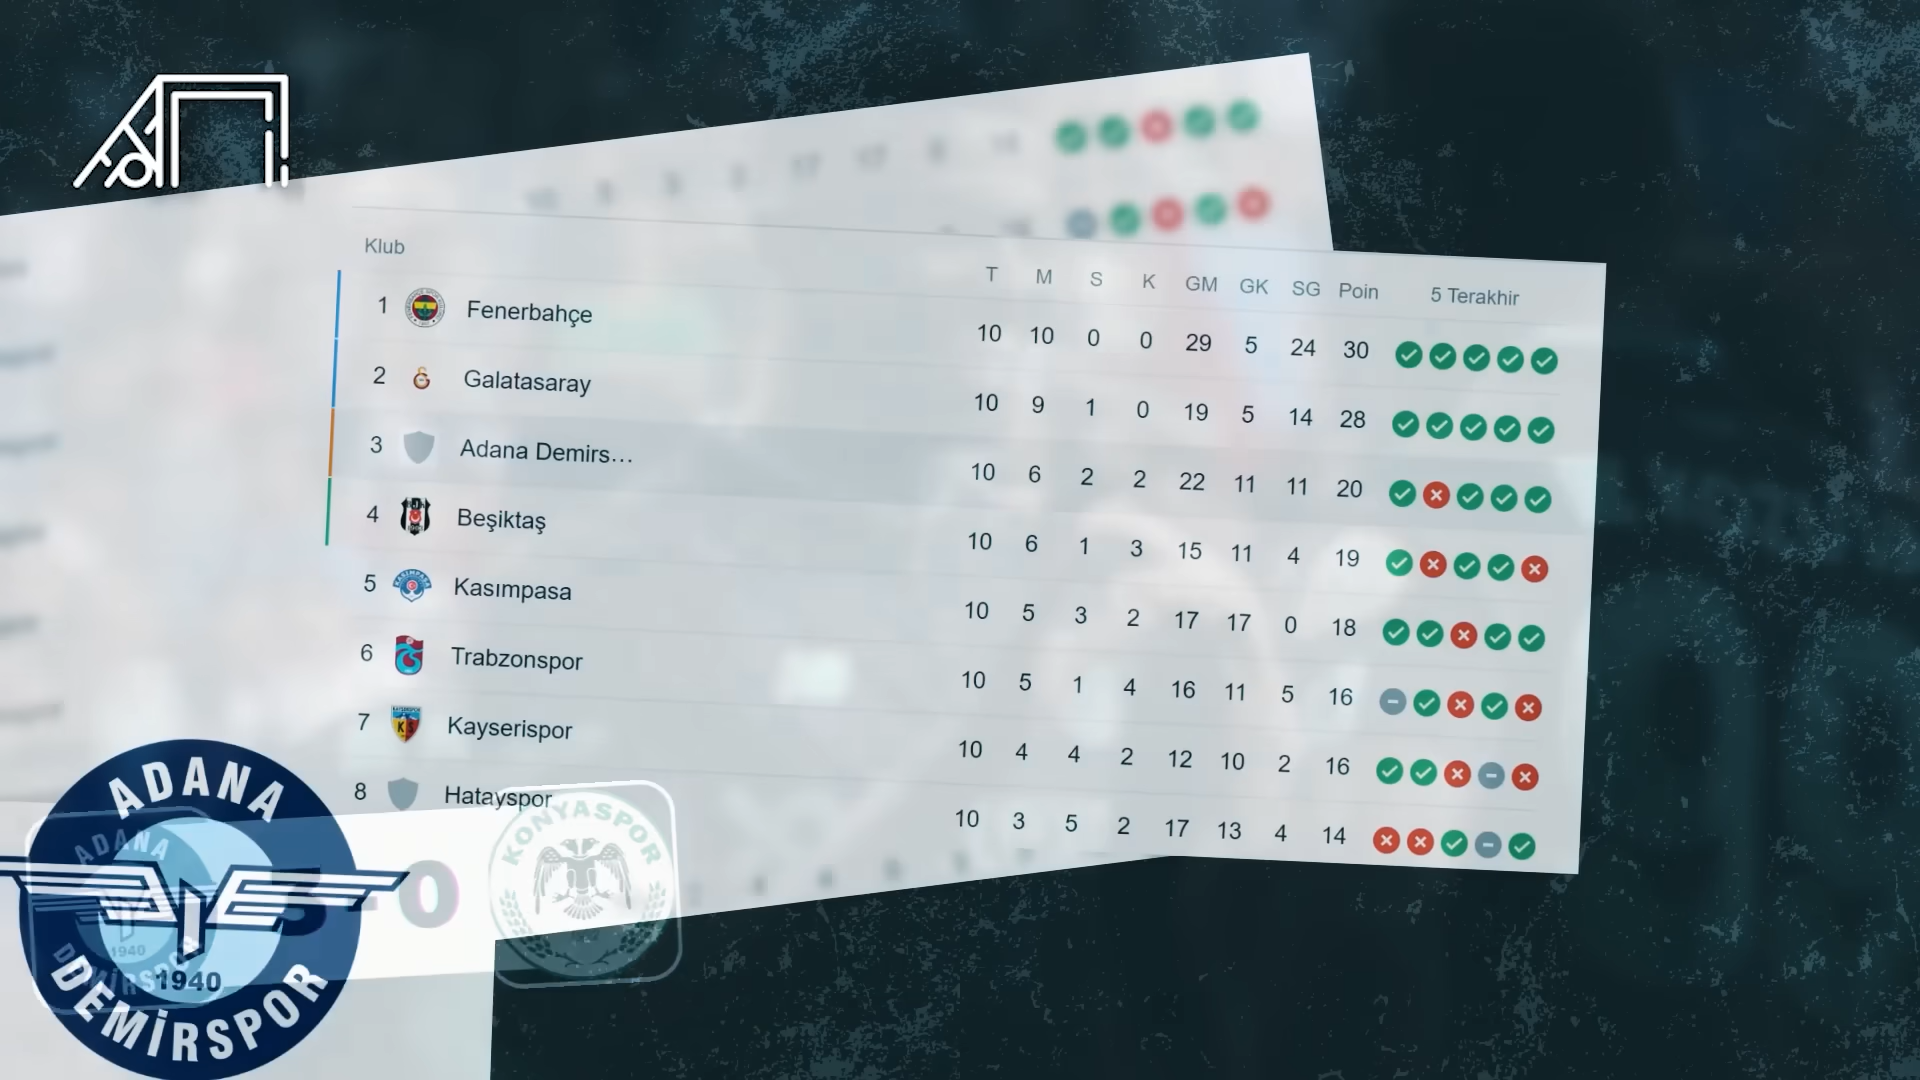 Klub T M S K GM GK SG Poin 5 Terakhir
1 Fenerbahçe 10 10 0 0 29 5 24 30
2 Galatasaray 10 9 1 0 19 5 14 28
3 Adana Demirs... 10 6 2 2 22 11 11 20
4 Beşiktaş 10 6 1 3 15 11 4 19
5 Kasımpasa 10 5 3 2 17 17 0 18
6 Trabzonspor 10 5 1 4 16 11 5 16
7 Kayserispor 10 4 4 2 12 10 2 16
8 Hatayspor 10 3 5 2 17 13 4 14
ADANA
1940
DEMİRSPOR
ADANA
1940
- 0
KONYASPOR